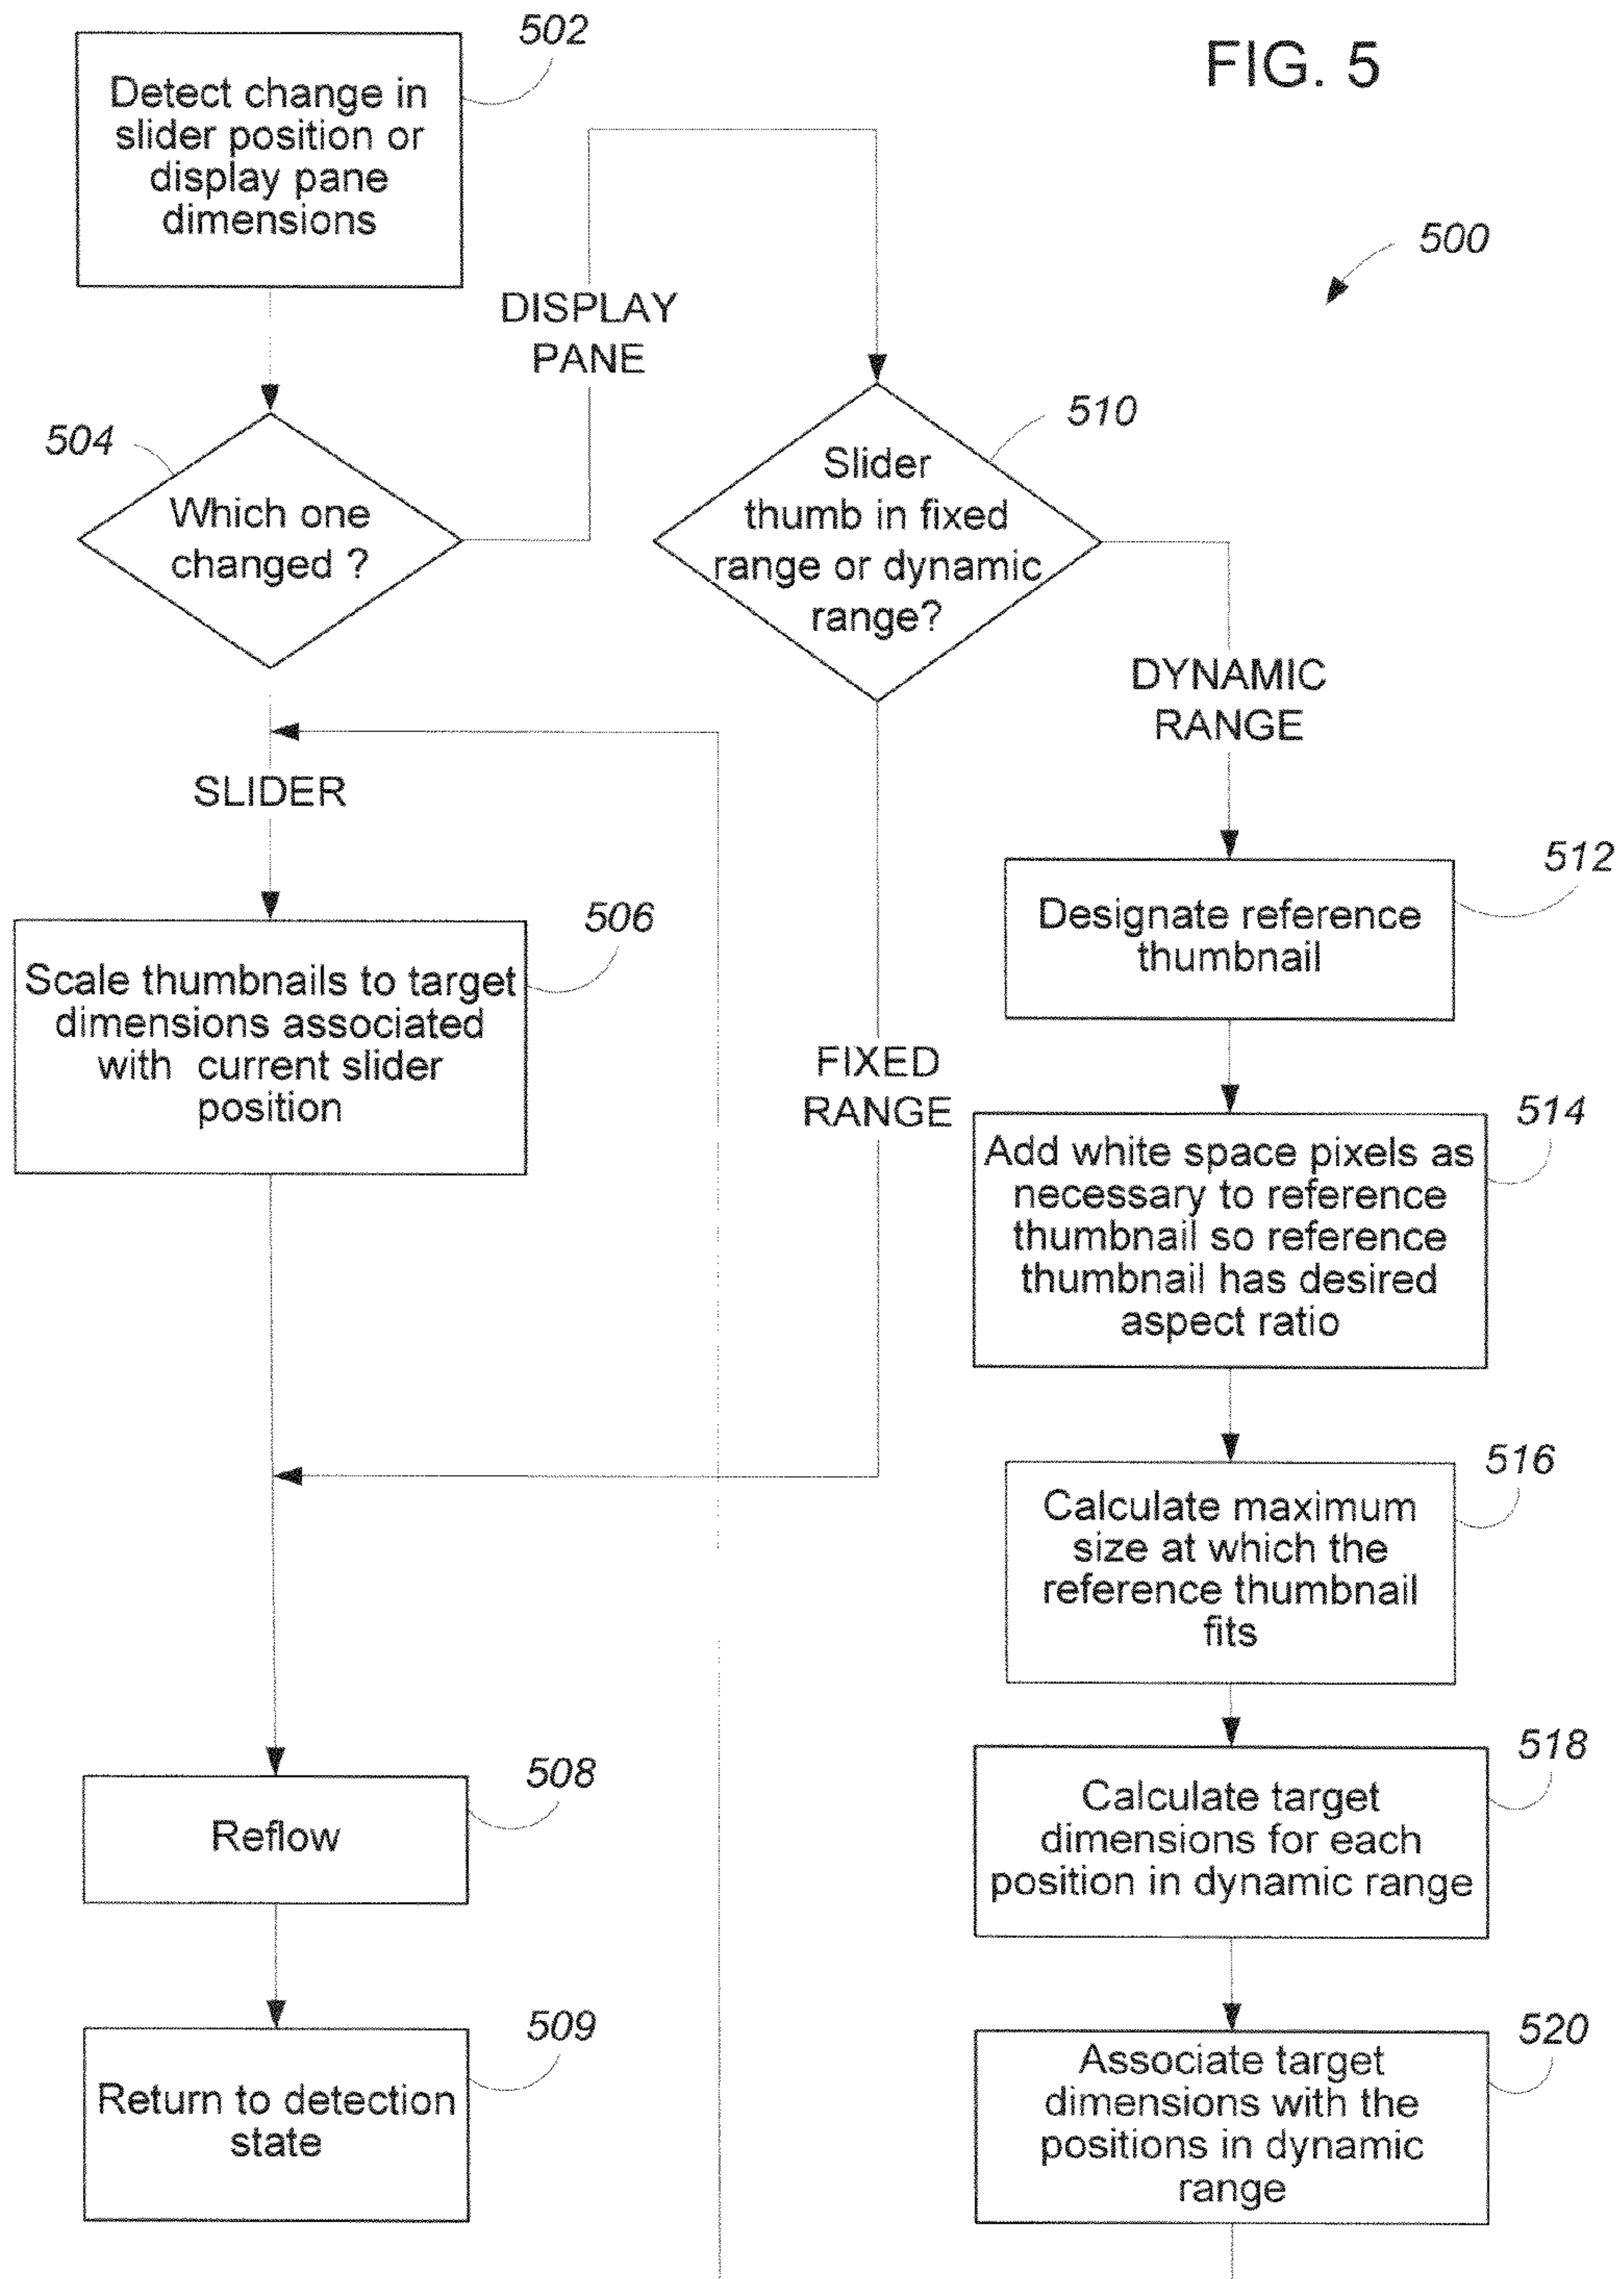 502
FIG. 5
Detect change in
slider position or
display pane
dimensions
500
DISPLAY
PANE
504
Which one
changed ?
510
Slider
thumb in fixed
range or dynamic
range?
DYNAMIC
RANGE
SLIDER
506
Scale thumbnails to target
dimensions associated
with current slider
position
FIXED
RANGE
512
Designate reference
thumbnail
514
Add white space pixels as
necessary to reference
thumbnail so reference
thumbnail has desired
aspect ratio
516
Calculate maximum
size at which the
reference thumbnail
fits
508
Reflow
518
Calculate target
dimensions for each
position in dynamic range
509
Return to detection
state
520
Associate target
dimensions with the
positions in dynamic
range